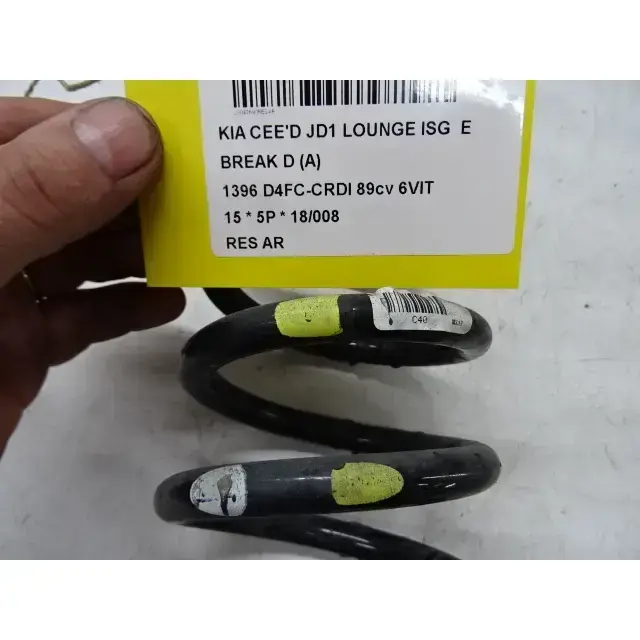 KIA CEE'D JD1 LOUNGE ISG E
BREAK D (A)
1396 D4FC-CRDI 89cv 6VIT
15 * 5P * 18/008
RES AR
C40